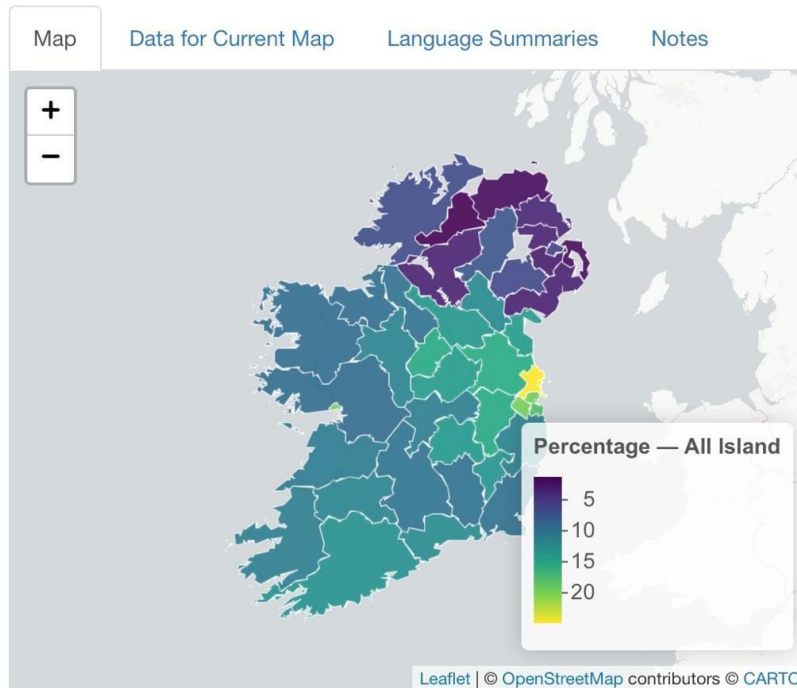 Map Data for Current Map Language Summaries Notes
+
−
Percentage — All Island
5
10
15
20
Leaflet | © OpenStreetMap contributors © CARTO